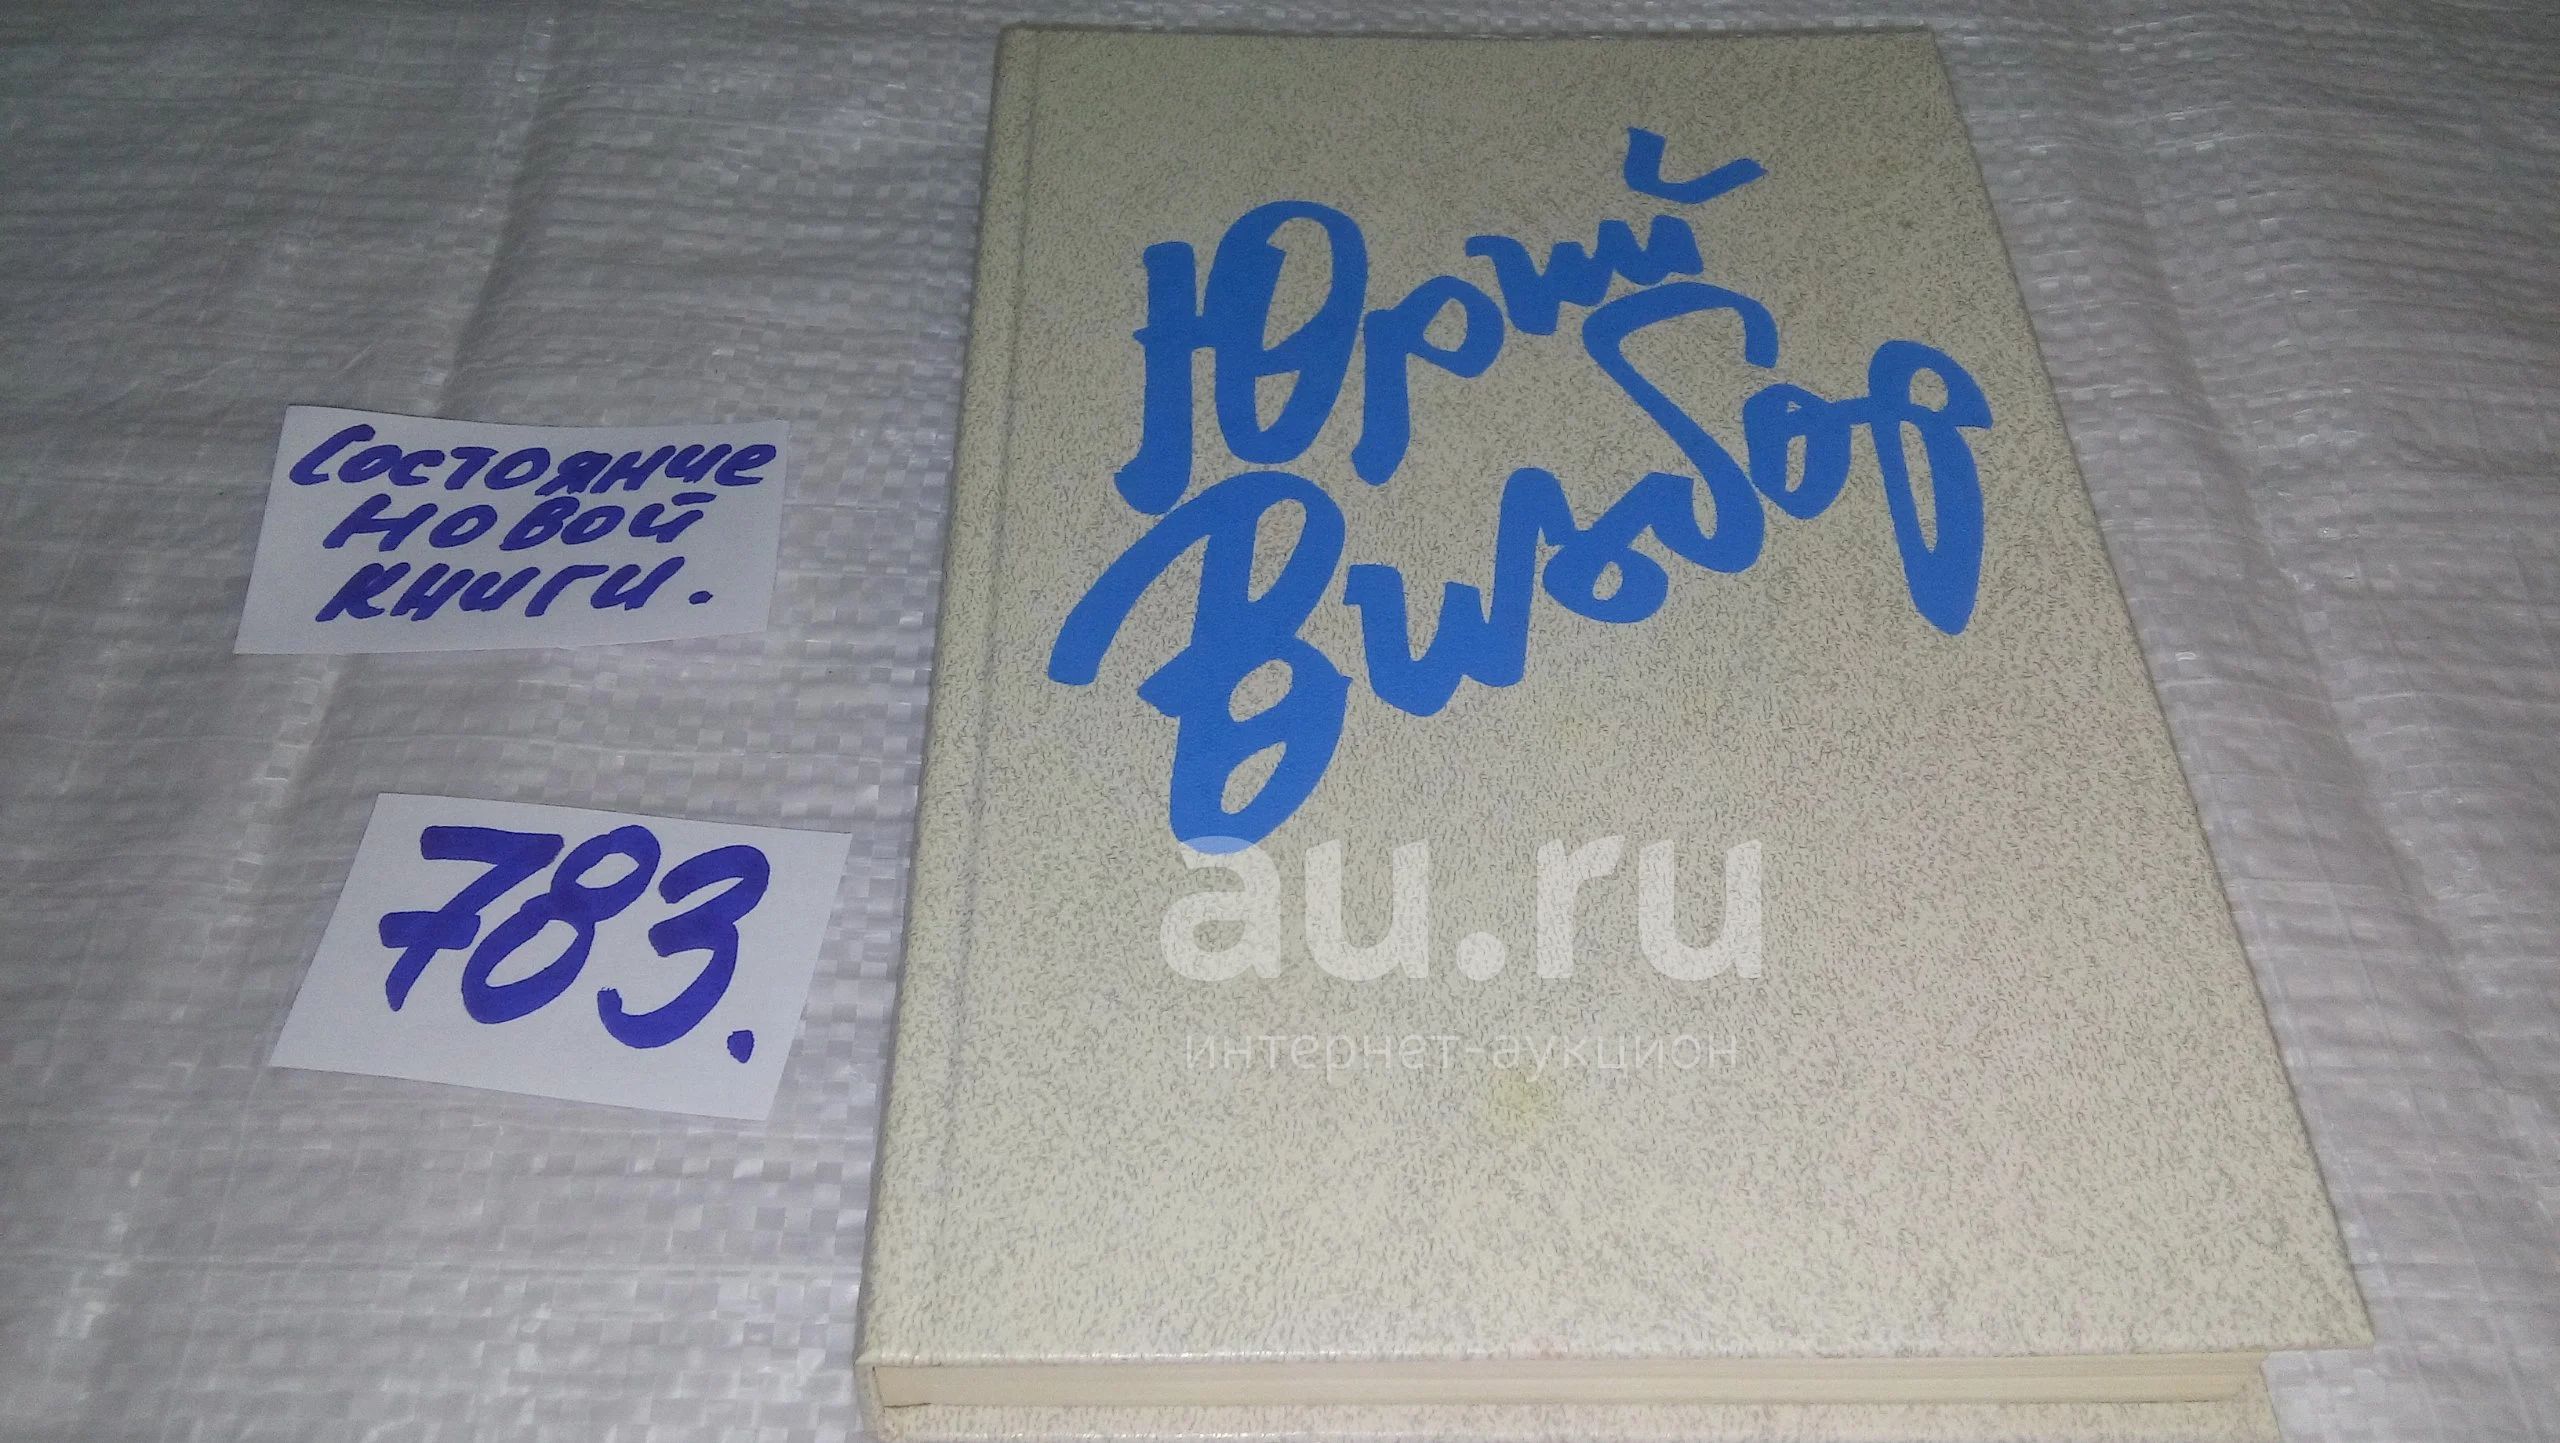 Состояние
новой
книги.
783.
Юрий
Визбор
au.ru
интернет-аукцион